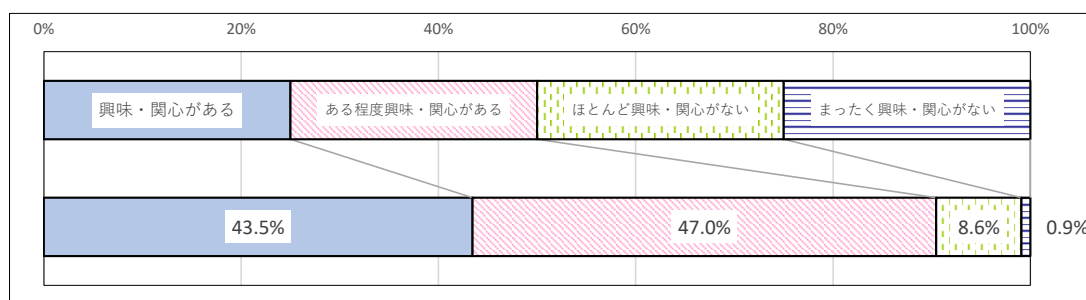 0% 20% 40% 60% 80% 100%
興味・関心がある ある程度興味・関心がある ほとんど興味・関心がない まったく興味・関心がない
43.5% 47.0% 8.6% 0.9%